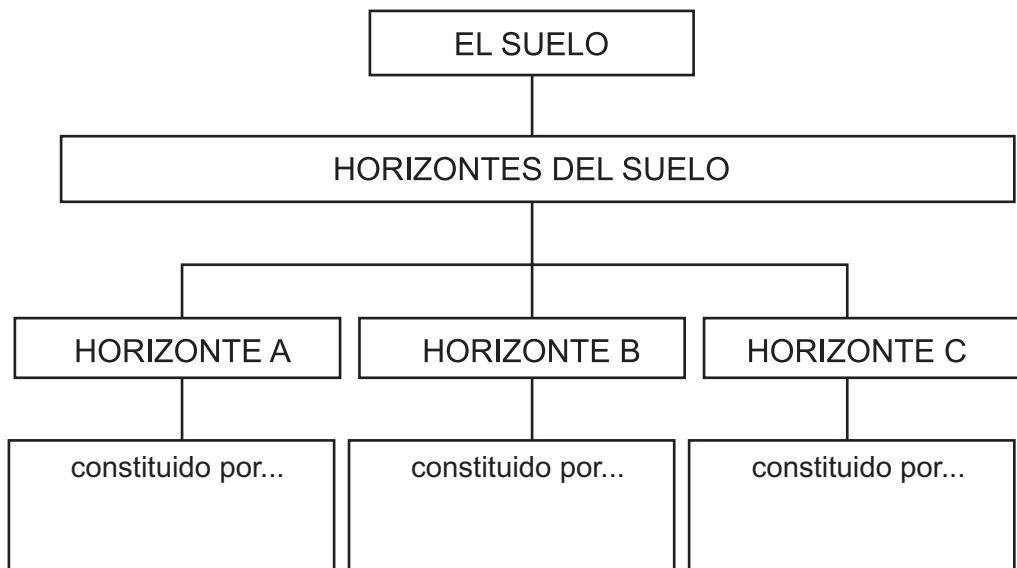 EL SUELO
HORIZONTES DEL SUELO
HORIZONTE A
HORIZONTE B
HORIZONTE C
constituido por...
constituido por...
constituido por...